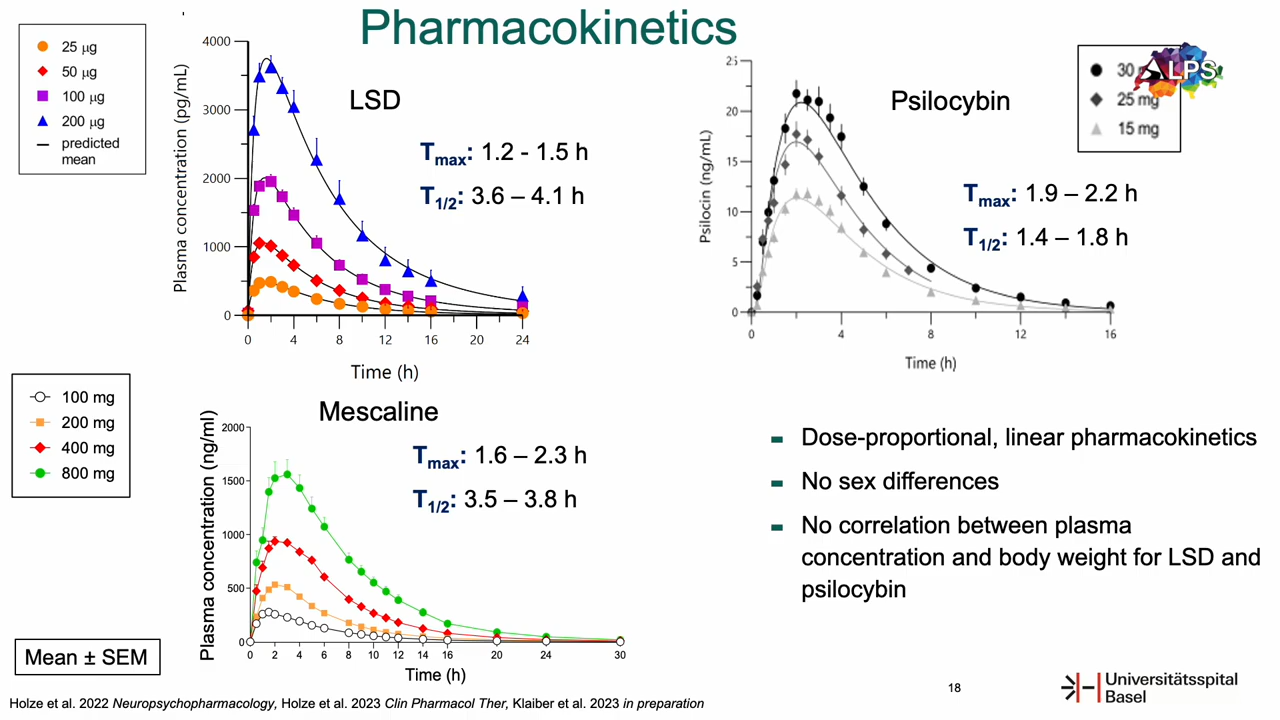 Pharmacokinetics
25 µg
50 µg
100 µg
200 µg
predicted
mean
LSD
Tmax: 1.2 - 1.5 h
T1/2: 3.6 – 4.1 h
Plasma concentration (pg/mL)
4000
3000
2000
1000
0
0 4 8 12 16 20 24
Time (h)
Psilocybin
30
ALPS
25 mg
15 mg
Tmax: 1.9 – 2.2 h
T1/2: 1.4 – 1.8 h
Psilocin (ng/mL)
25
20
15
10
5
0
0 4 8 12 16
Time (h)
100 mg
200 mg
400 mg
800 mg
Mescaline
Tmax: 1.6 – 2.3 h
T1/2: 3.5 – 3.8 h
Plasma concentration (ng/ml)
2000
1500
1000
500
0
0 2 4 6 8 10 12 14 16 20 24 30
Time (h)
Dose-proportional, linear pharmacokinetics
No sex differences
No correlation between plasma
concentration and body weight for LSD and
psilocybin
Mean ± SEM
18
Universitätsspital
Basel
Holze et al. 2022 Neuropsychopharmacology, Holze et al. 2023 Clin Pharmacol Ther, Klaiber et al. 2023 in preparation